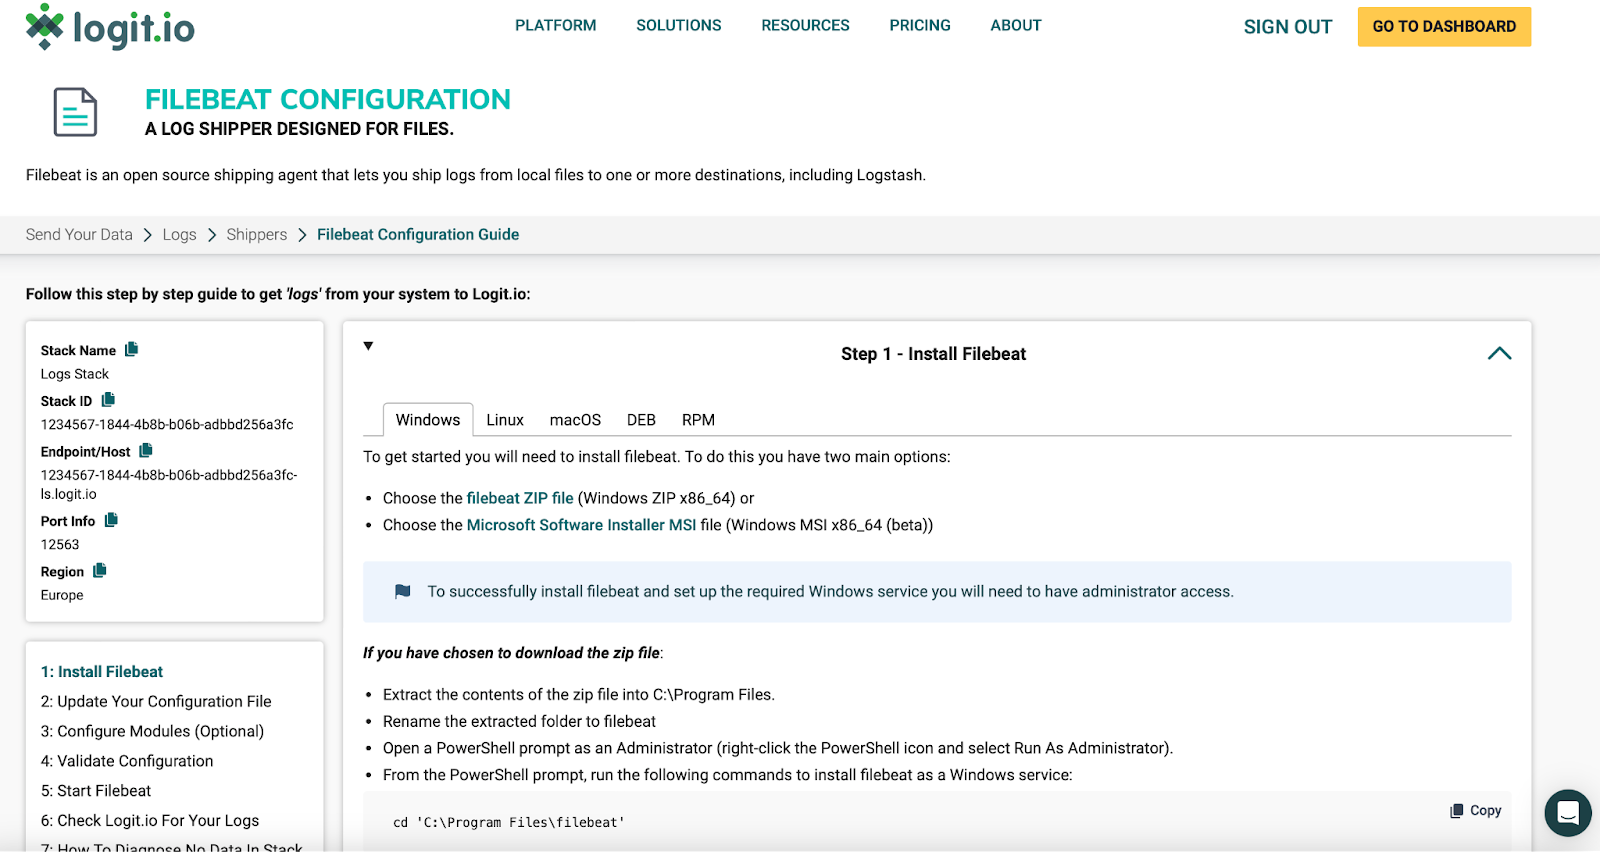 logit.io
PLATFORM
SOLUTIONS
RESOURCES
PRICING
ABOUT
SIGN OUT
GO TO DASHBOARD
FILEBEAT CONFIGURATION
A LOG SHIPPER DESIGNED FOR FILES.
Filebeat is an open source shipping agent that lets you ship logs from local files to one or more destinations, including Logstash.
Send Your Data > Logs > Shippers > Filebeat Configuration Guide
Follow this step by step guide to get 'logs' from your system to Logit.io:
Stack Name
Logs Stack
Stack ID
1234567-1844-4b8b-b06b-adbbd256a3fc
Endpoint/Host
1234567-1844-4b8b-b06b-adbbd256a3fc-
ls.logit.io
Port Info
12563
Region
Europe
1: Install Filebeat
2: Update Your Configuration File
3: Configure Modules (Optional)
4: Validate Configuration
5: Start Filebeat
6: Check Logit.io For Your Logs
7: How To Diagnose No Data In Stack
Step 1 - Install Filebeat
Windows
Linux
macOS
DEB
RPM
To get started you will need to install filebeat. To do this you have two main options:
• Choose the filebeat ZIP file (Windows ZIP x86_64) or
• Choose the Microsoft Software Installer MSI file (Windows MSI x86_64 (beta))
To successfully install filebeat and set up the required Windows service you will need to have administrator access.
If you have chosen to download the zip file:
• Extract the contents of the zip file into C:\Program Files.
• Rename the extracted folder to filebeat
• Open a PowerShell prompt as an Administrator (right-click the PowerShell icon and select Run As Administrator).
• From the PowerShell prompt, run the following commands to install filebeat as a Windows service:
Copy
cd 'C:\Program Files\filebeat'